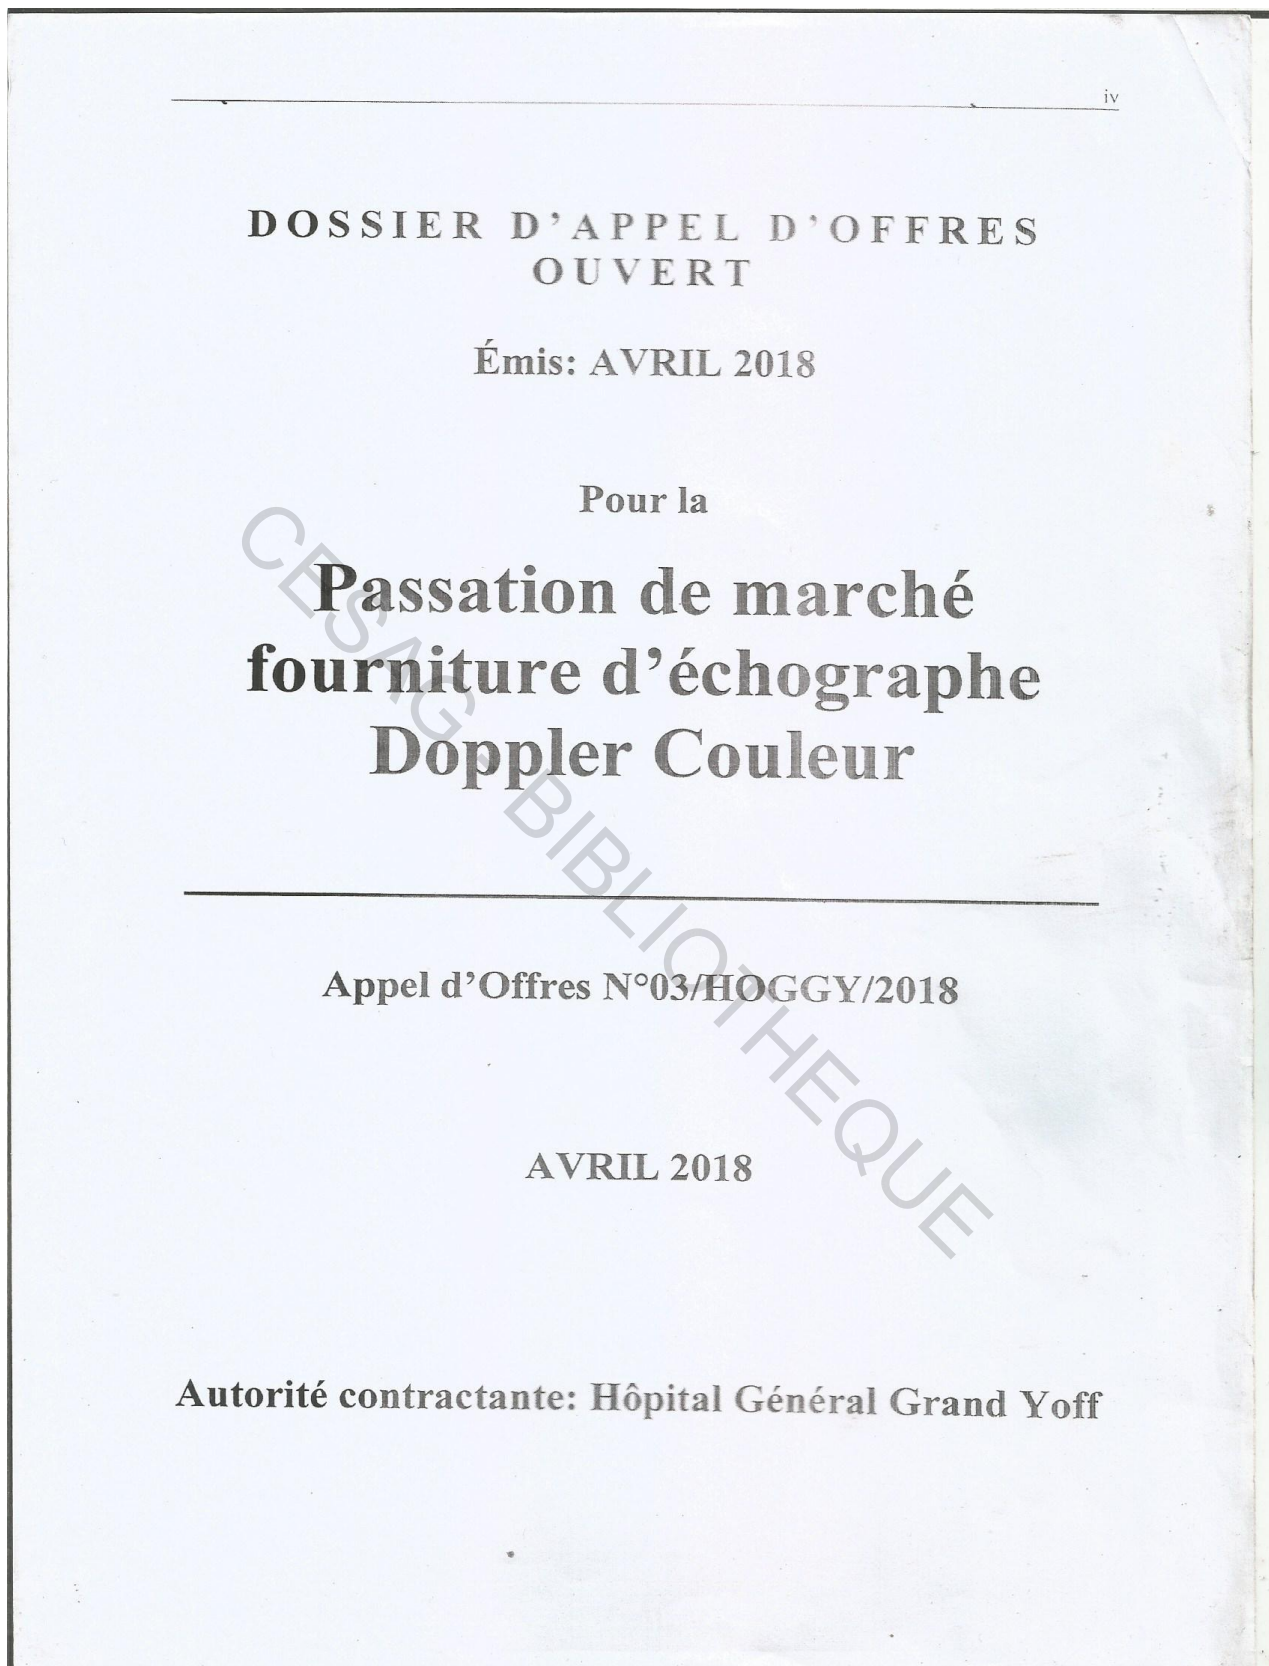 iv
DOSSIER D'APPEL D'OFFRES
OUVERT
Émis: AVRIL 2018
Pour la
Passation de marché
fourniture d'échographe
Doppler Couleur
Appel d'Offres N°03/HOGGY/2018
AVRIL 2018
Autorité contractante: Hôpital Général Grand Yoff
CESAG - BIBLIOTHEQUE